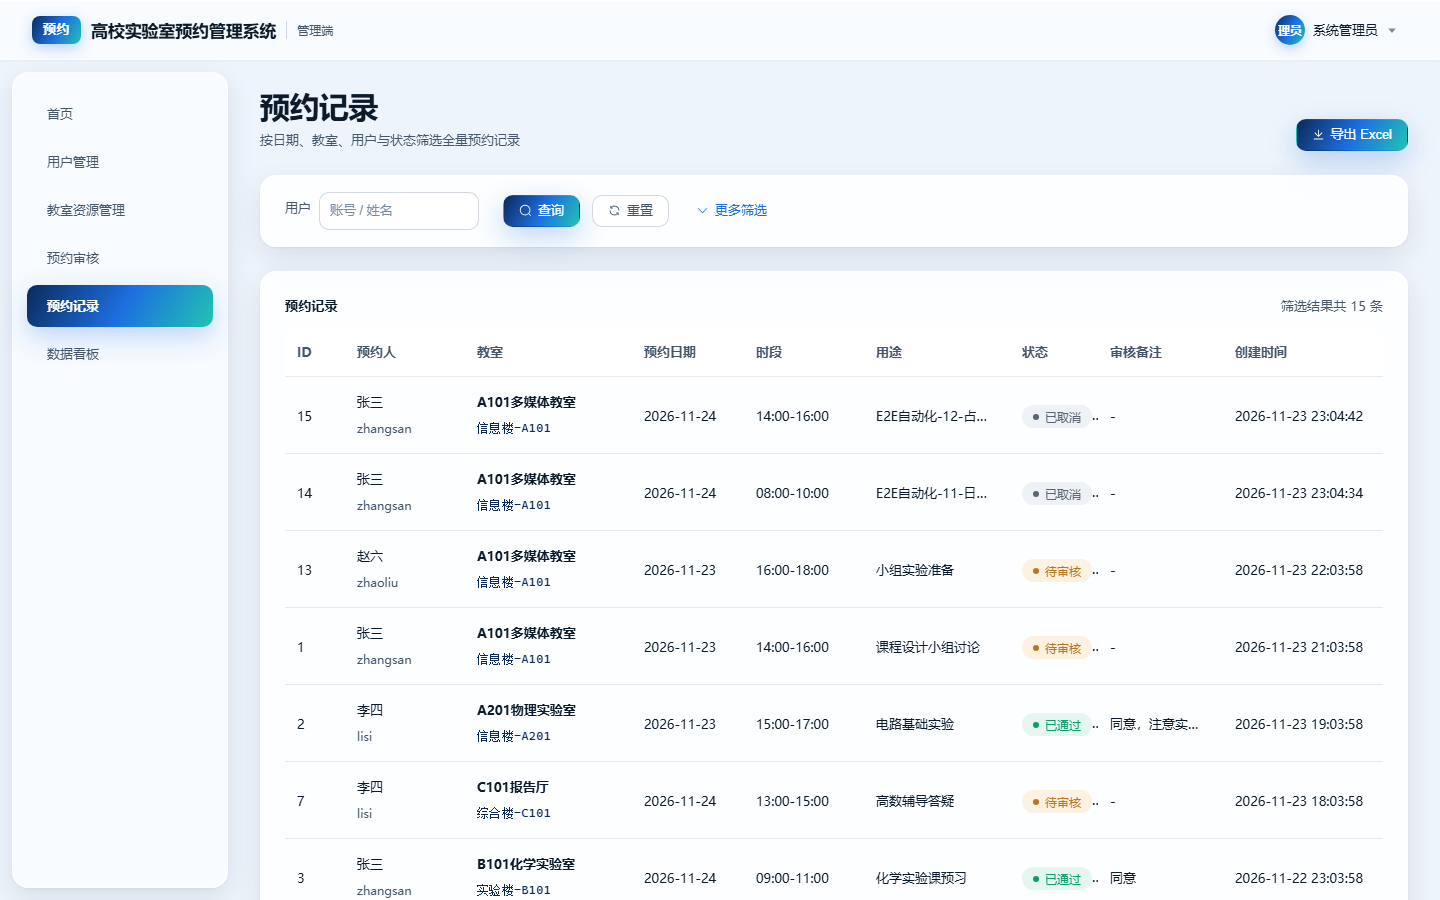 预约 高校实验室预约管理系统 管理端
理员 系统管理员
首页
用户管理
教室资源管理
预约审核
预约记录
数据看板
预约记录
按日期、教室、用户与状态筛选全量预约记录
导出 Excel
用户 账号 / 姓名 查询 重置 更多筛选
预约记录 筛选结果共 15 条
ID 预约人 教室 预约日期 时段 用途 状态 审核备注 创建时间
15 张三 zhangsan A101多媒体教室 信息楼-A101 2026-11-24 14:00-16:00 E2E自动化-12-占... 已取消 .. - 2026-11-23 23:04:42
14 张三 zhangsan A101多媒体教室 信息楼-A101 2026-11-24 08:00-10:00 E2E自动化-11-日... 已取消 .. - 2026-11-23 23:04:34
13 赵六 zhaoliu A101多媒体教室 信息楼-A101 2026-11-23 16:00-18:00 小组实验准备 待审核 .. - 2026-11-23 22:03:58
1 张三 zhangsan A101多媒体教室 信息楼-A101 2026-11-23 14:00-16:00 课程设计小组讨论 待审核 .. - 2026-11-23 21:03:58
2 李四 lisi A201物理实验室 信息楼-A201 2026-11-23 15:00-17:00 电路基础实验 已通过 .. 同意，注意实... 2026-11-23 19:03:58
7 李四 lisi C101报告厅 综合楼-C101 2026-11-24 13:00-15:00 高数辅导答疑 待审核 .. - 2026-11-23 18:03:58
3 张三 zhangsan B101化学实验室 实验楼-B101 2026-11-24 09:00-11:00 化学实验课预习 已通过 .. 同意 2026-11-22 23:03:58